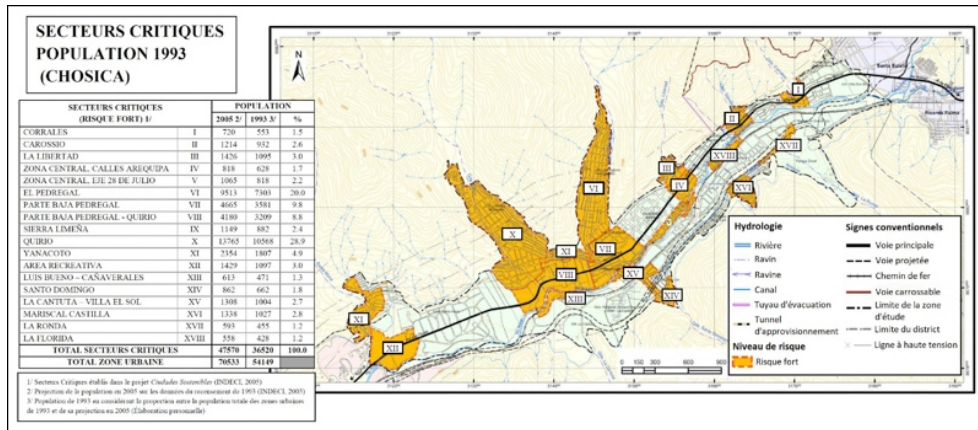 SECTEURS CRITIQUES
POPULATION 1993
(CHOSICA)
SECTEURS CRITIQUES (RISQUE FORT) 1/ POPULATION
2005 2/ 1993 3/ %
CORRALES I 720 553 1.5
CAROSSIO II 1214 932 2.6
LA LIBERTAD III 1426 1095 3.0
ZONA CENTRAL, CALLES AREQUIPA IV 818 628 1.7
ZONA CENTRAL, EJE 28 DE JULIO V 1065 818 2.2
EL PEDREGAL VI 9513 7303 20.0
PARTE BAJA PEDREGAL VII 4665 3581 9.8
PARTE BAJA PEDREGAL - QUIRIO VIII 4180 3209 8.8
SIERRA LIMEÑA IX 1149 882 2.4
QUIRIO X 13765 10568 28.9
YANACOTO XI 2354 1807 4.9
AREA RECREATIVA XII 1429 1097 3.0
LUIS BUENO – CAÑAVERALES XIII 613 471 1.3
SANTO DOMINGO XIV 862 662 1.8
LA CANTUTA – VILLA EL SOL XV 1308 1004 2.7
MARISCAL CASTILLA XVI 1338 1027 2.8
LA RONDA XVII 593 455 1.2
LA FLORIDA XVIII 558 428 1.2
TOTAL SECTEURS CRITIQUES 47570 36520 100.0
TOTAL ZONE URBAINE 70533 54149
1/ Secteurs Critiques établis dans le projet Ciudades Sostenibles (INDECI, 2005)
2/ Projection de la population en 2005 sur les données du recensement de 1993 (INDECI 2005)
3/ Population de 1993 en considérant la proportion entre la population totale des zones urbaines
de 1993 et de sa projection en 2005 (Élaboration personnelle)
N
Santa Eulalia
Ricardo Palma
I
II
XVII
XVIII
III
IV
XVI
VI
X
XI
VII
VIII
XV
XIII
XIV
XI
XII
Hydrologie
Rivière
Ravin
Ravine
Canal
Tuyau d'évacuation
Tunnel
d'approvisionnement
Niveau de risque
Risque fort
Signes conventionnels
Voie principale
Voie projetée
Chemin de fer
Voie carrossable
Limite de la zone
d'étude
Limite du district
Ligne à haute tension